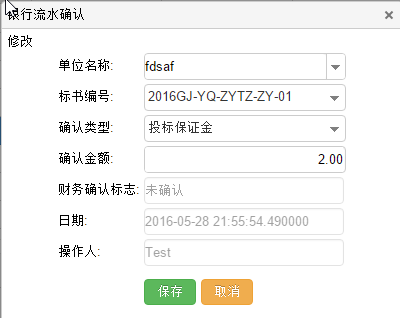 银行流水确认
修改
单位名称: fdsaf
标书编号: 2016GJ-YQ-ZYTZ-ZY-01
确认类型: 投标保证金
确认金额: 2.00
财务确认标志: 未确认
日期: 2016-05-28 21:55:54.490000
操作人: Test
保存 取消